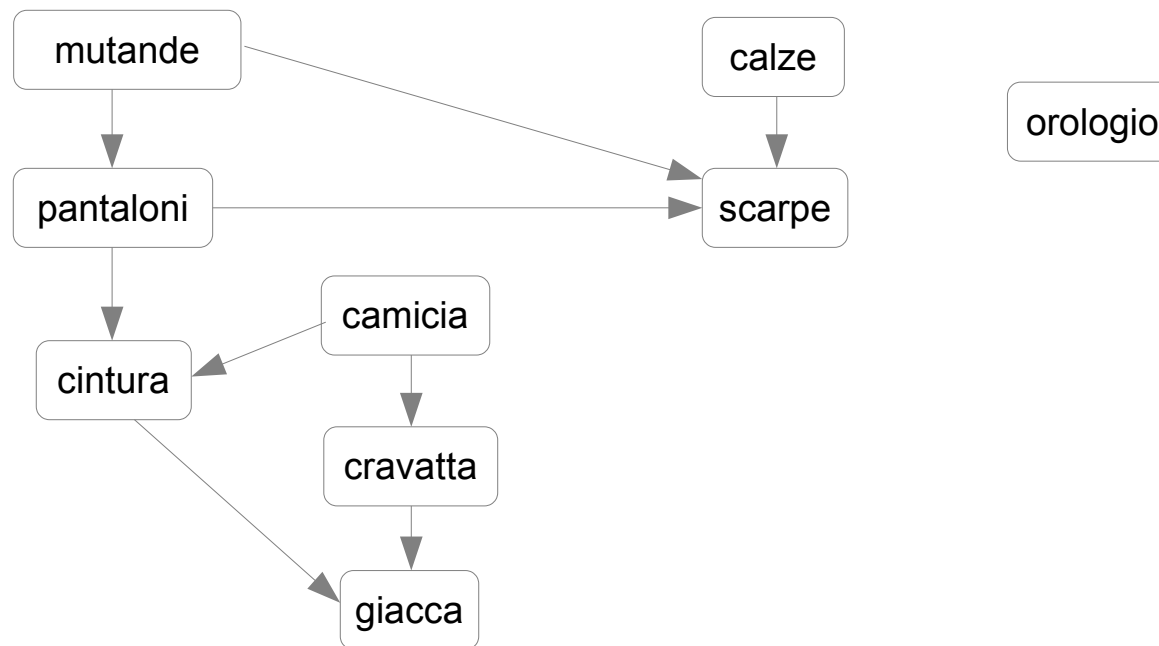 mutande
calze
orologio
pantaloni
scarpe
camicia
cintura
cravatta
giacca